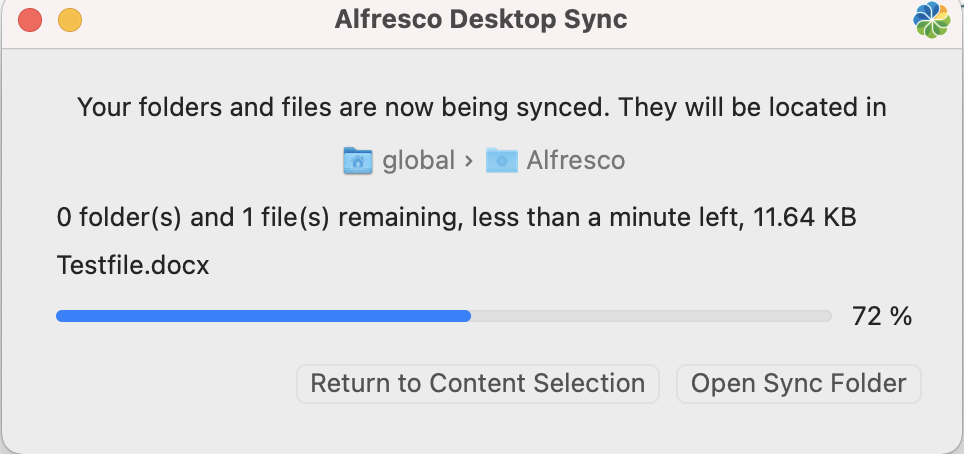 Alfresco Desktop Sync
Your folders and files are now being synced. They will be located in
global › Alfresco
0 folder(s) and 1 file(s) remaining, less than a minute left, 11.64 KB
Testfile.docx
72 %
Return to Content Selection Open Sync Folder